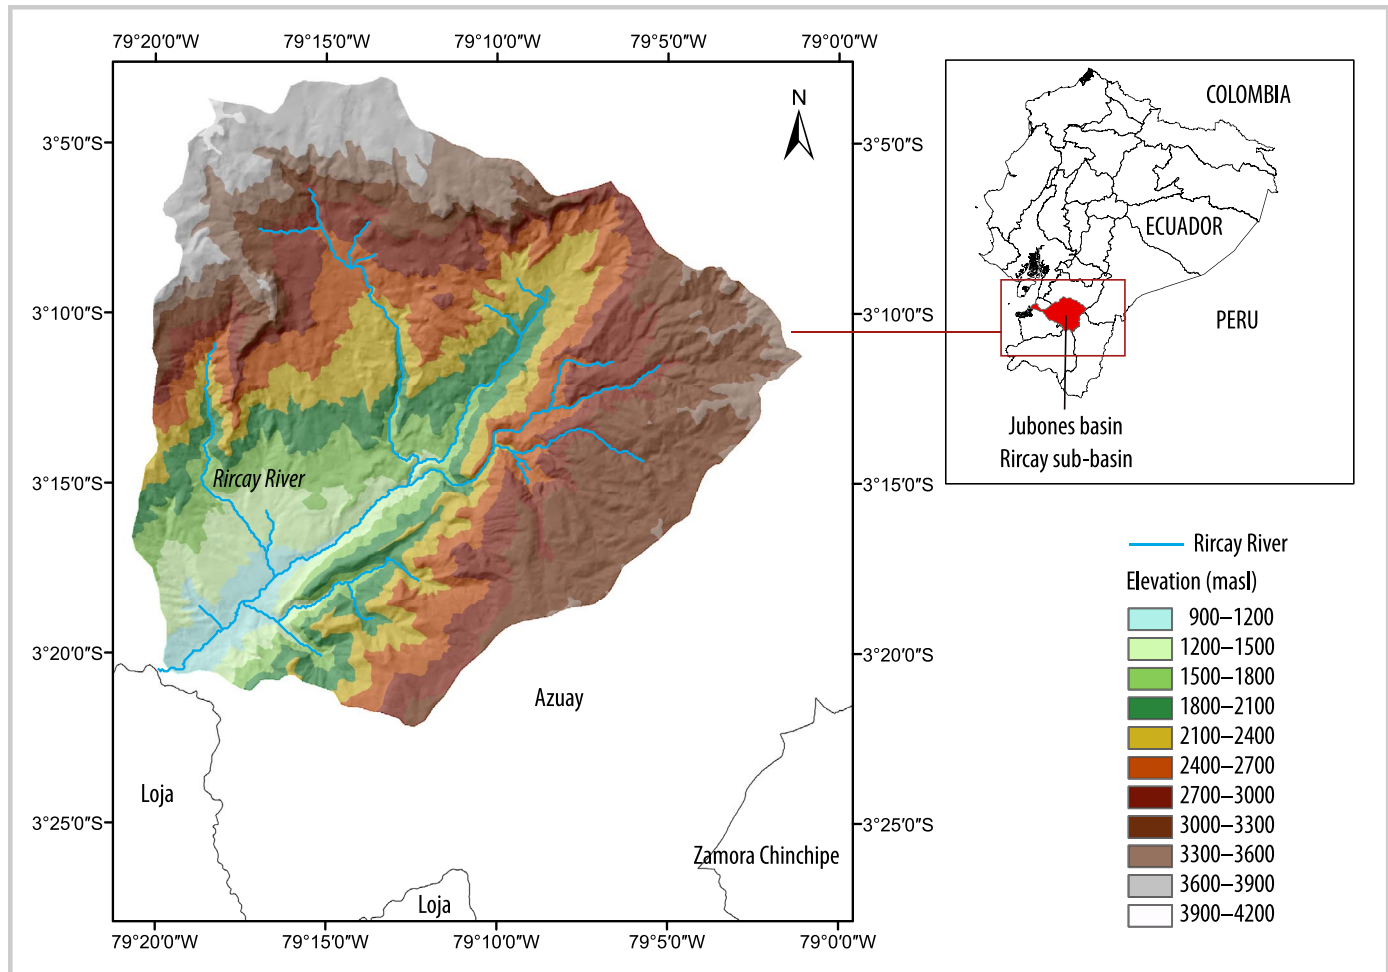 79°20′0″W 79°15′0″W 79°10′0″W 79°5′0″W 79°0′0″W
N
3°5′0″S 3°5′0″S
3°10′0″S 3°10′0″S
3°15′0″S 3°15′0″S
3°20′0″S 3°20′0″S
3°25′0″S 3°25′0″S
Rircay River
Azuay
Loja
Zamora Chinchipe
Loja
79°20′0″W 79°15′0″W 79°10′0″W 79°5′0″W 79°0′0″W
COLOMBIA
ECUADOR
PERU
Jubones basin
Rircay sub-basin
Rircay River
Elevation (masl)
900–1200
1200–1500
1500–1800
1800–2100
2100–2400
2400–2700
2700–3000
3000–3300
3300–3600
3600–3900
3900–4200